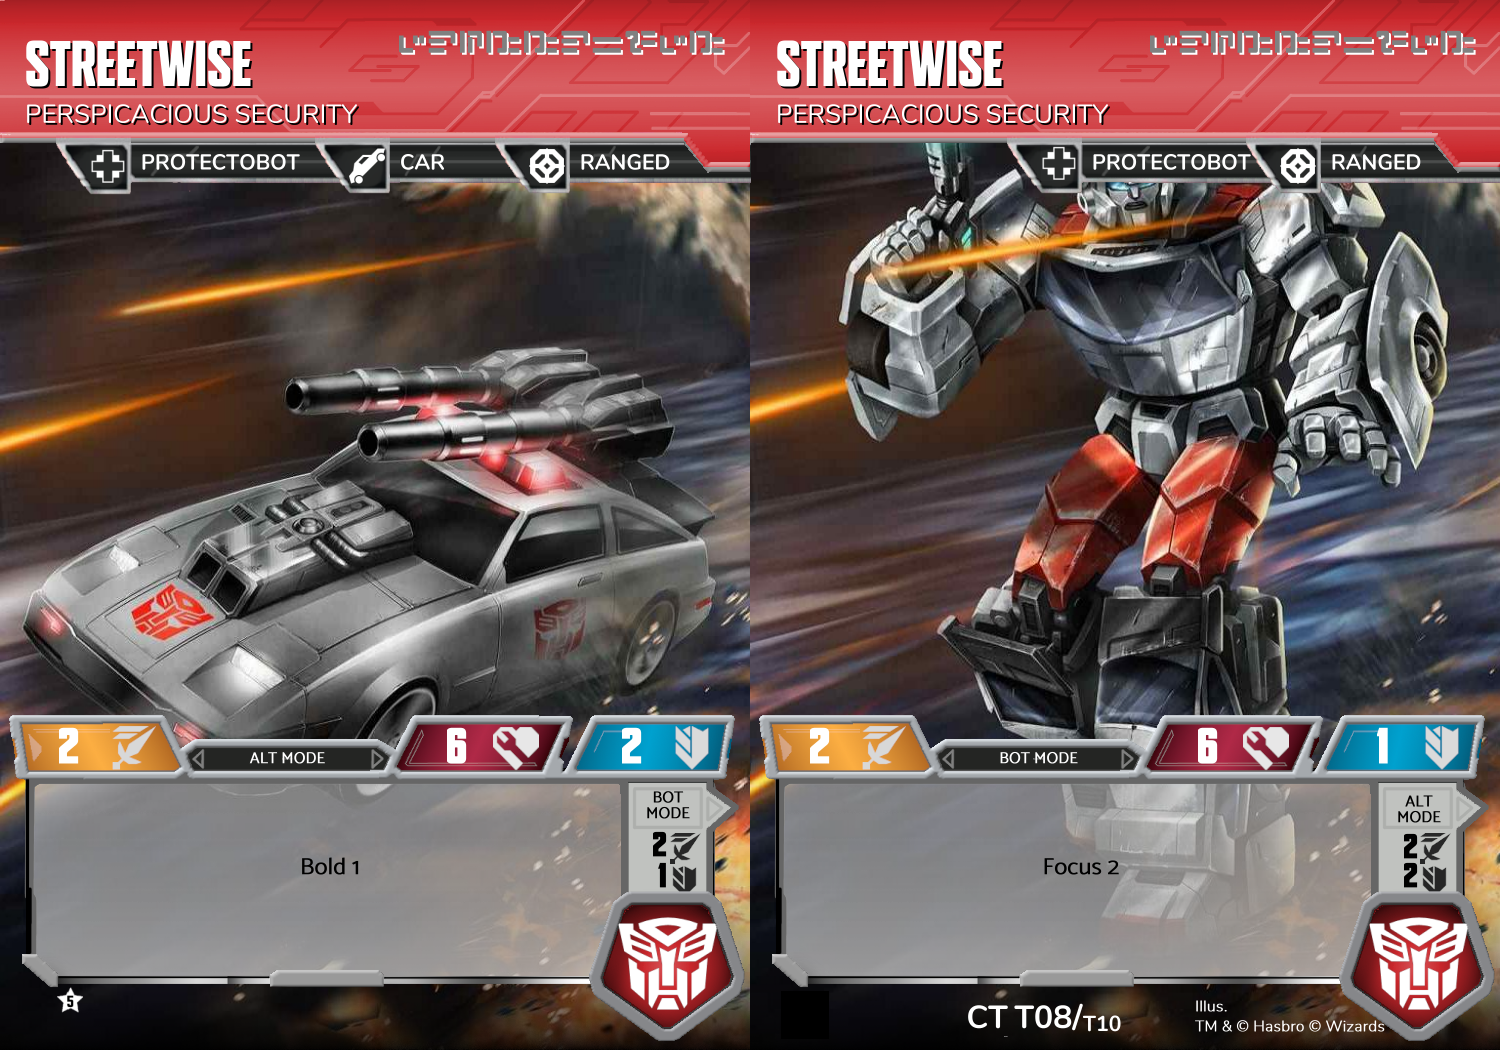 STREETWISE
PERSPICACIOUS SECURITY
PROTECTOBOT
CAR
RANGED
2
ALT MODE
6
2
Bold 1
BOT
MODE
2
1
5
STREETWISE
PERSPICACIOUS SECURITY
PROTECTOBOT
RANGED
2
BOT MODE
6
1
Focus 2
ALT
MODE
2
2
CT T08/T10
Illus.
TM & © Hasbro © Wizards